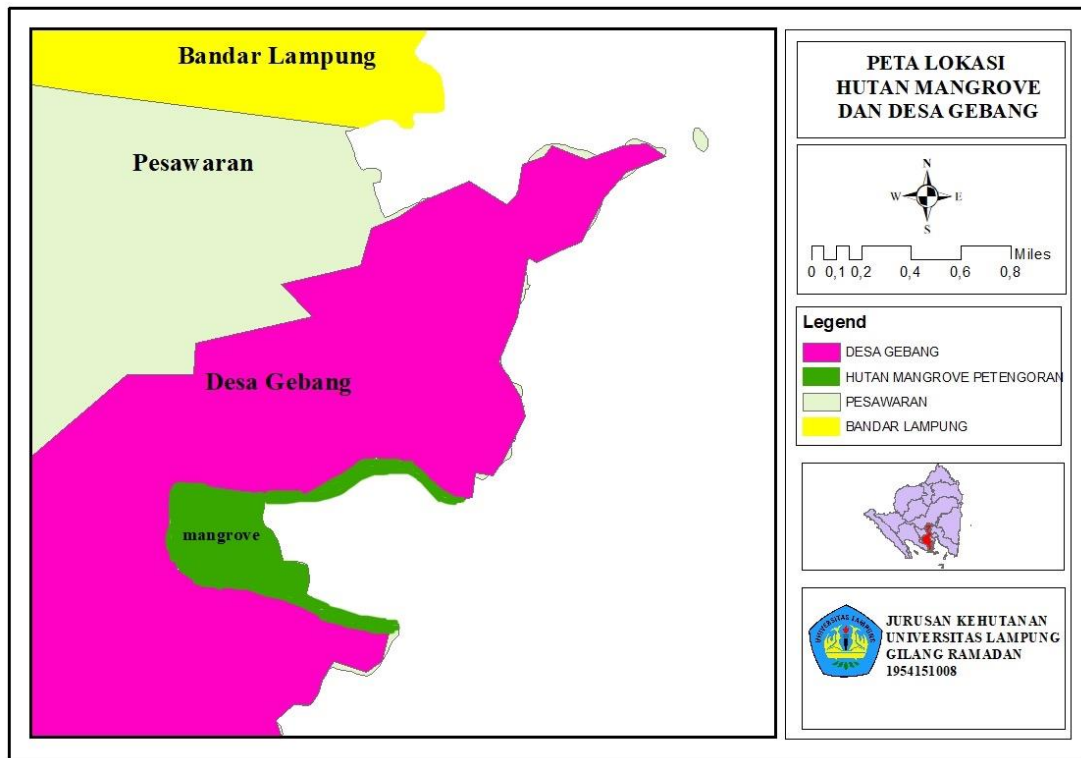 Bandar Lampung
Pesawaran
Desa Gebang
mangrove
PETA LOKASI
HUTAN MANGROVE
DAN DESA GEBANG
N
W
E
S
Miles
0 0,1 0,2 0,4 0,6 0,8
Legend
DESA GEBANG
HUTAN MANGROVE PETENGORAN
PESAWARAN
BANDAR LAMPUNG
UNIVERSITAS LAMPUNG
JURUSAN KEHUTANAN
UNIVERSITAS LAMPUNG
GILANG RAMADAN
1954151008